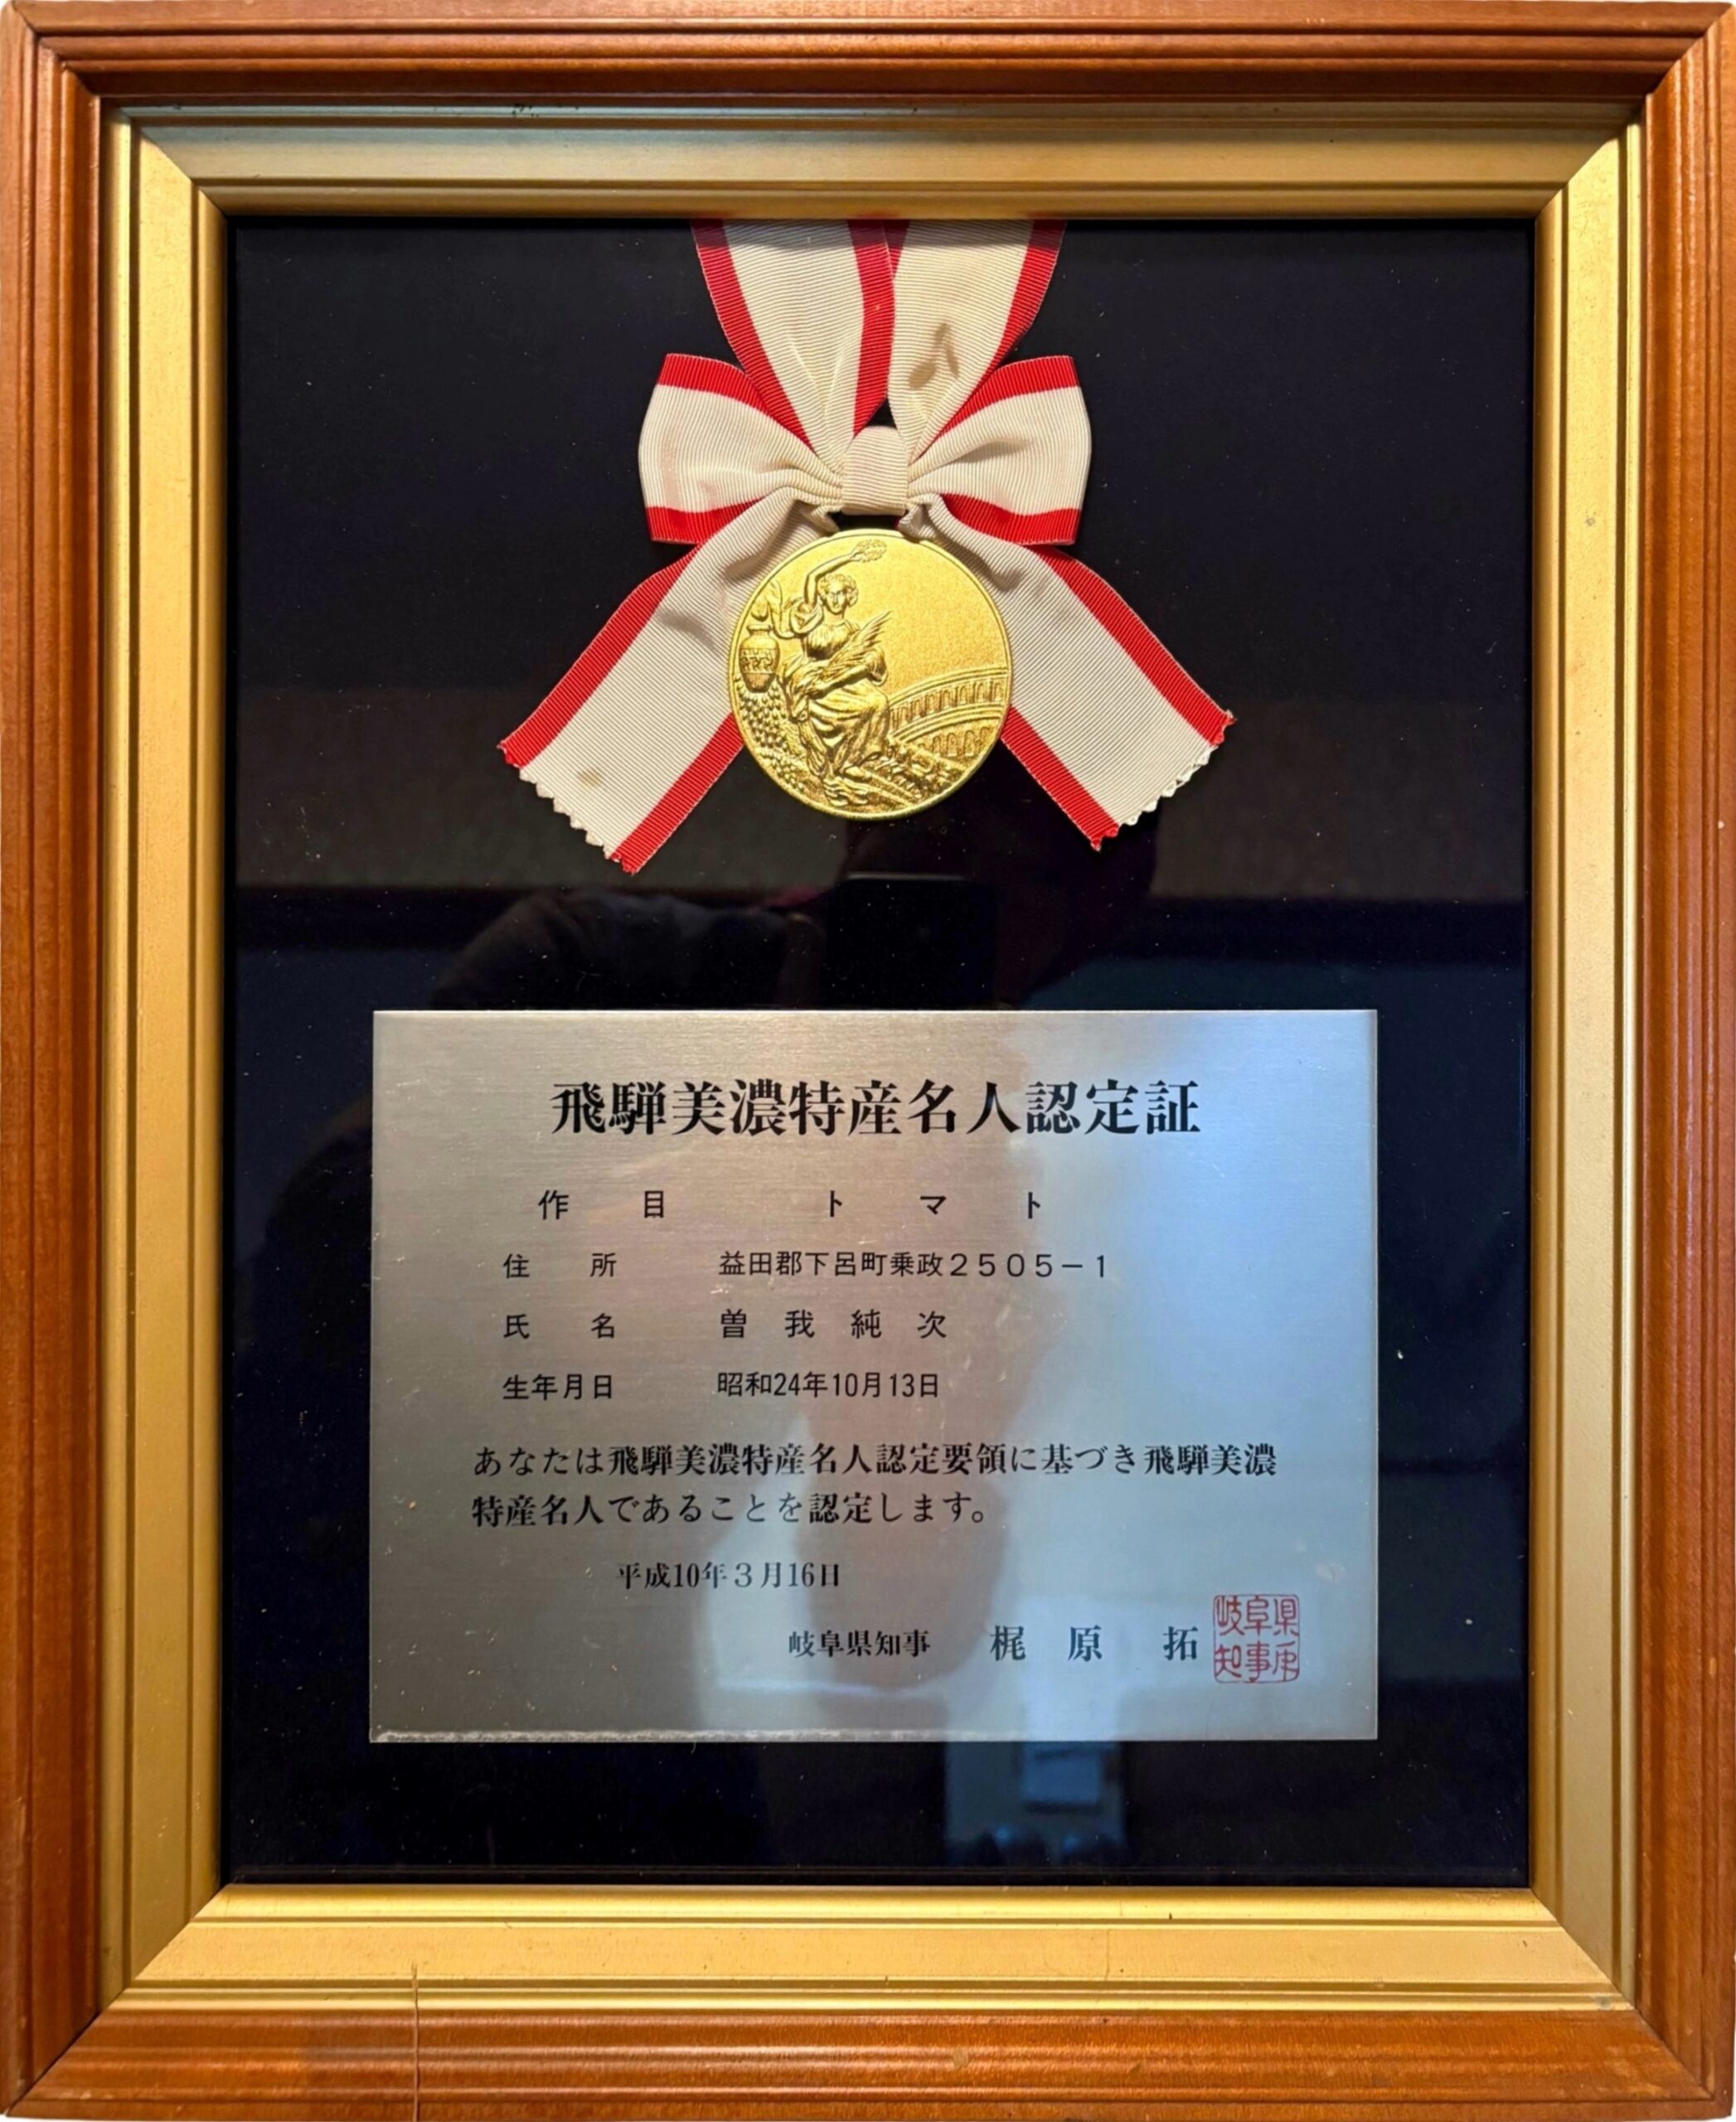 飛騨美濃特産名人認定証
作目 トマト
住所 益田郡下呂町乗政2505-1
氏名 曽我純次
生年月日 昭和24年10月13日
あなたは飛騨美濃特産名人認定要領に基づき飛騨美濃
特産名人であることを認定します。
平成10年3月16日
岐阜県知事 梶原 拓
岐阜県
知事